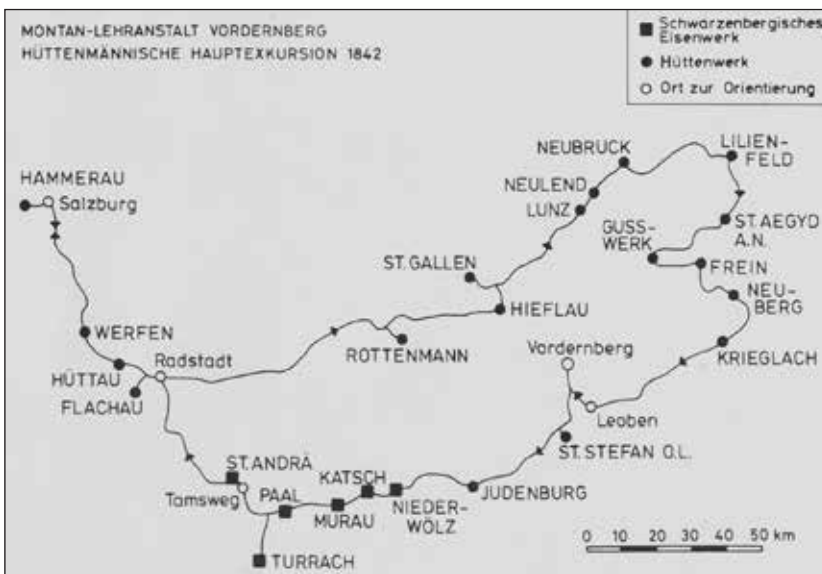 MONTAN-LEHRANSTALT VORDERNBERG
HÜTTENMÄNNISCHE HAUPTEXKURSION 1842
Schwarzenbergisches
Eisenwerk
Hüttenwerk
Ort zur Orientierung
HAMMERAU
Salzburg
NEUBRUCK
LILIEN-
FELD
NEULEND
LUNZ
ST. AEGYD
A.N.
GUSS-
WERK
ST. GALLEN
FREIN
NEU-
BERG
HIEFLAU
WERFEN
ROTTENMANN
Vordernberg
KRIEGLACH
HÜTTAU
Radstadt
FLACHAU
Leoben
ST. STEFAN O.L.
ST. ANDRÄ
Tamsweg
KATSCH
PAAL
JUDENBURG
MURAU
NIEDER-
WÖLZ
TURRACH
0 10 20 30 40 50 km